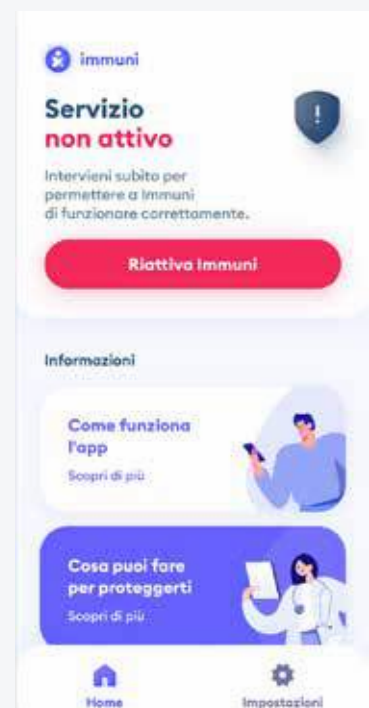 immuni
Servizio
non attivo
Intervieni subito per
permettere a Immuni
di funzionare correttamente.
Riattiva Immuni
Informazioni
Come funziona
l'app
Scopri di più
Cosa puoi fare
per proteggerti
Scopri di più
Home
Impostazioni